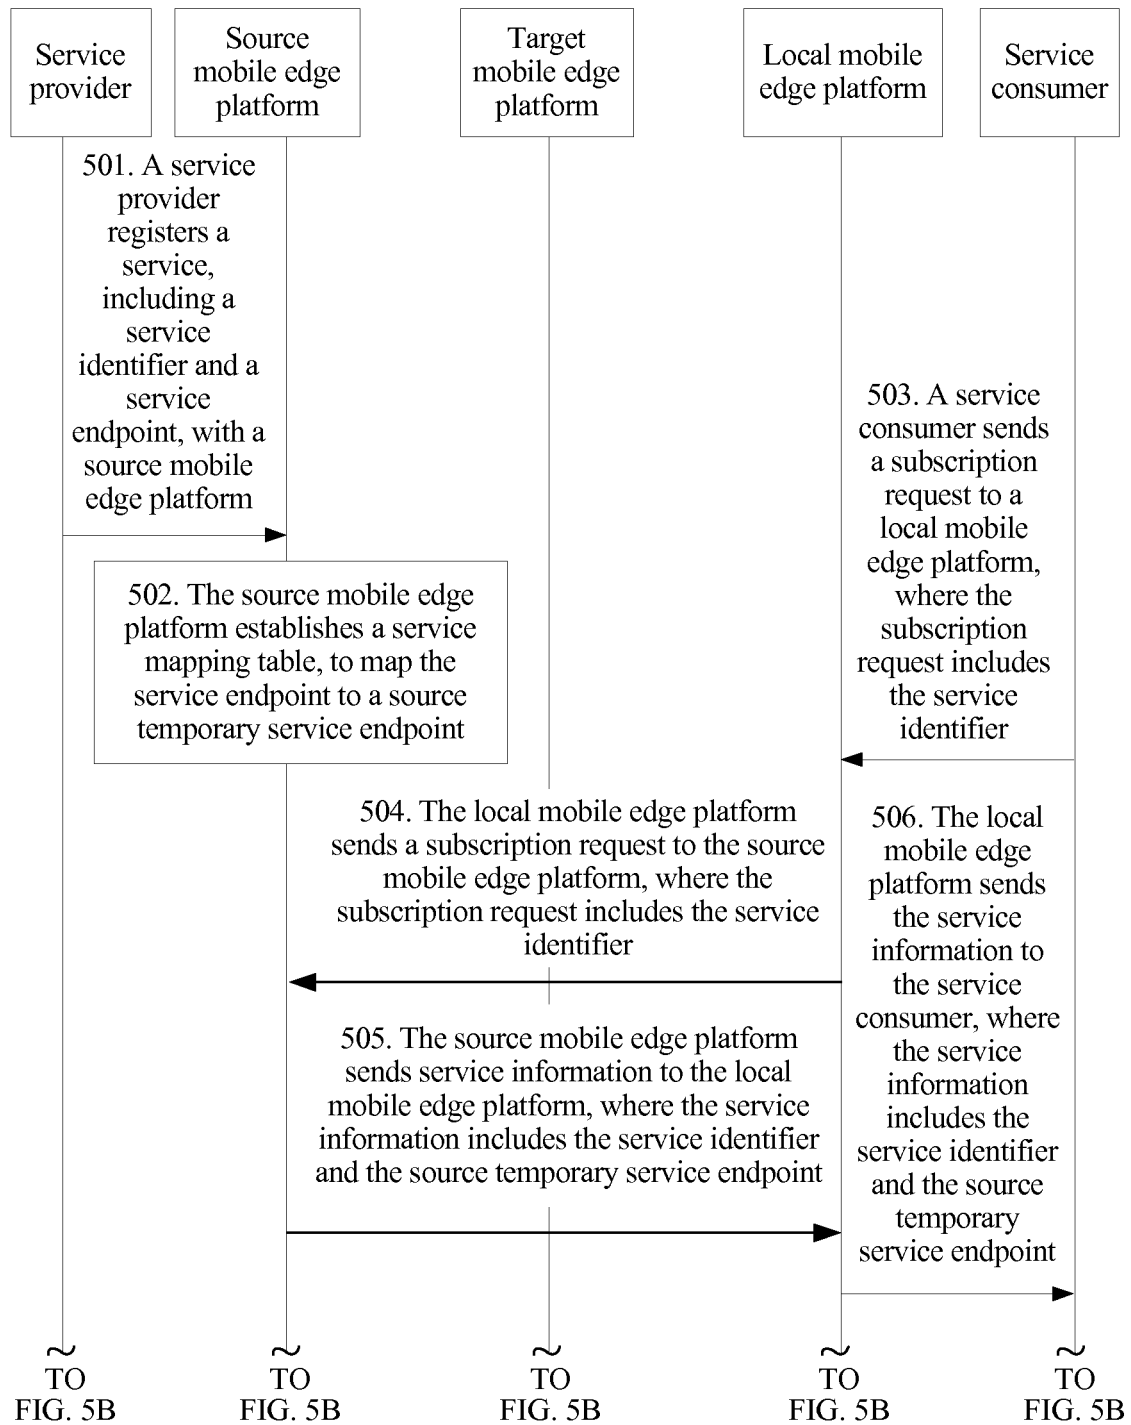 Service
provider
Source
mobile edge
platform
Target
mobile edge
platform
Local mobile
edge platform
Service
consumer
501. A service
provider
registers a
service,
including a
service
identifier and a
service
endpoint, with a
source mobile
edge platform
502. The source mobile edge
platform establishes a service
mapping table, to map the
service endpoint to a source
temporary service endpoint
503. A service
consumer sends
a subscription
request to a
local mobile
edge platform,
where the
subscription
request includes
the service
identifier
504. The local mobile edge platform
sends a subscription request to the source
mobile edge platform, where the
subscription request includes the service
identifier
505. The source mobile edge platform
sends service information to the local
mobile edge platform, where the service
information includes the service identifier
and the source temporary service endpoint
506. The local
mobile edge
platform sends
the service
information to
the service
consumer, where
the service
information
includes the
service identifier
and the source
temporary
service endpoint
TO
FIG. 5B
TO
FIG. 5B
TO
FIG. 5B
TO
FIG. 5B
TO
FIG. 5B